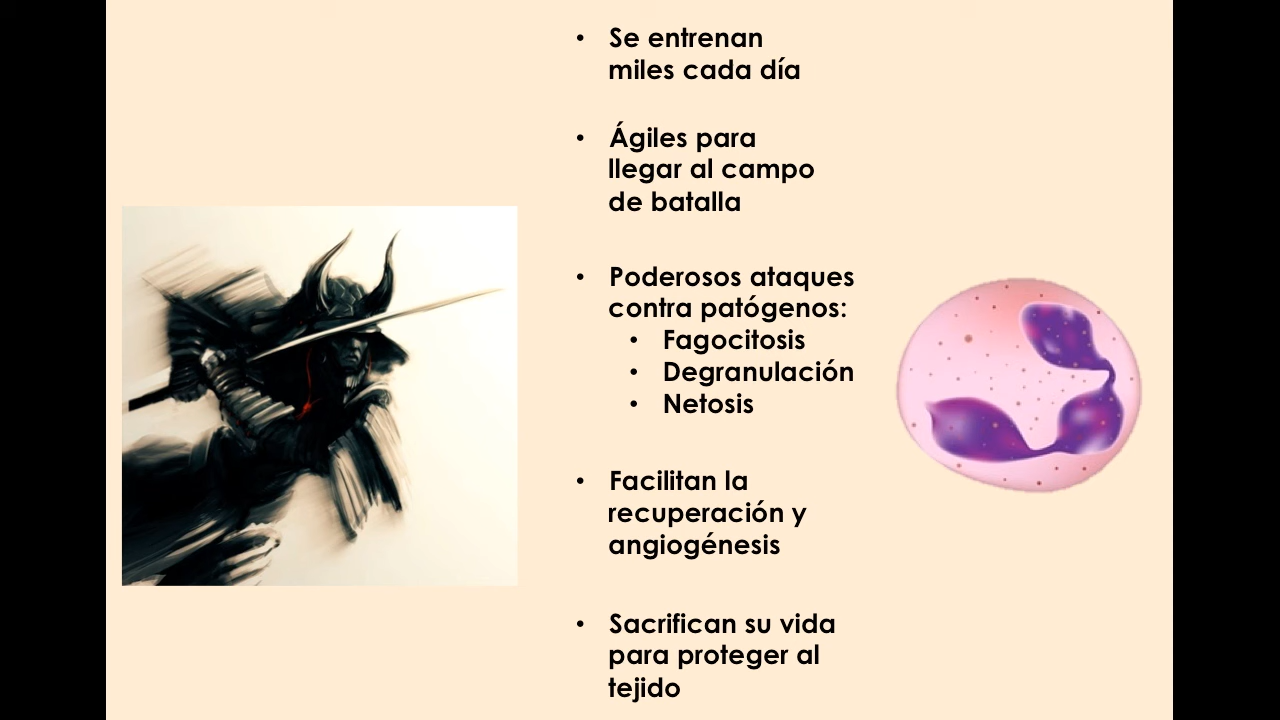 • Se entrenan
miles cada día
• Ágiles para
llegar al campo
de batalla
• Poderosos ataques
contra patógenos:
• Fagocitosis
• Degranulación
• Netosis
• Facilitan la
recuperación y
angiogénesis
• Sacrifican su vida
para proteger al
tejido